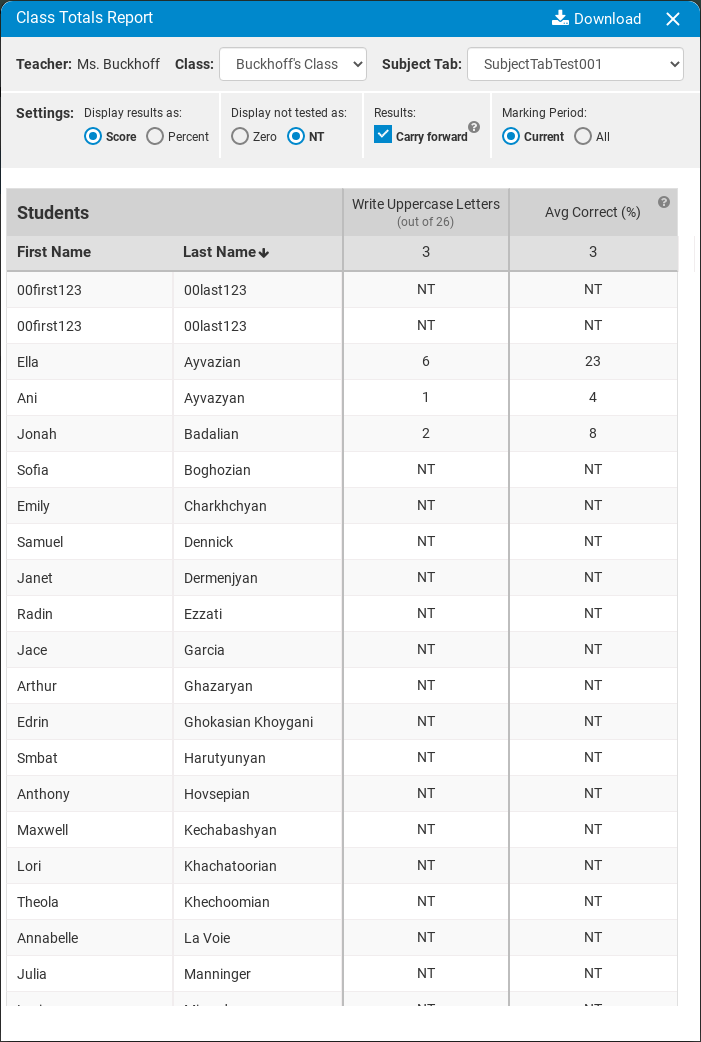 Class Totals Report Download
Teacher: Ms. Buckhoff Class: Buckhoff's Class Subject Tab: SubjectTabTest001
Settings: Display results as: Display not tested as: Results: Marking Period:
Score Percent Zero NT Carry forward ? Current All
Students Write Uppercase Letters (out of 26) Avg Correct (%) ?
First Name Last Name 3 3
00first123 00last123 NT NT
00first123 00last123 NT NT
Ella Ayvazian 6 23
Ani Ayvazyan 1 4
Jonah Badalian 2 8
Sofia Boghozian NT NT
Emily Charkhchyan NT NT
Samuel Dennick NT NT
Janet Dermenjyan NT NT
Radin Ezzati NT NT
Jace Garcia NT NT
Arthur Ghazaryan NT NT
Edrin Ghokasian Khoygani NT NT
Smbat Harutyunyan NT NT
Anthony Hovsepian NT NT
Maxwell Kechabashyan NT NT
Lori Khachatoorian NT NT
Theola Khechoomian NT NT
Annabelle La Voie NT NT
Julia Manninger NT NT